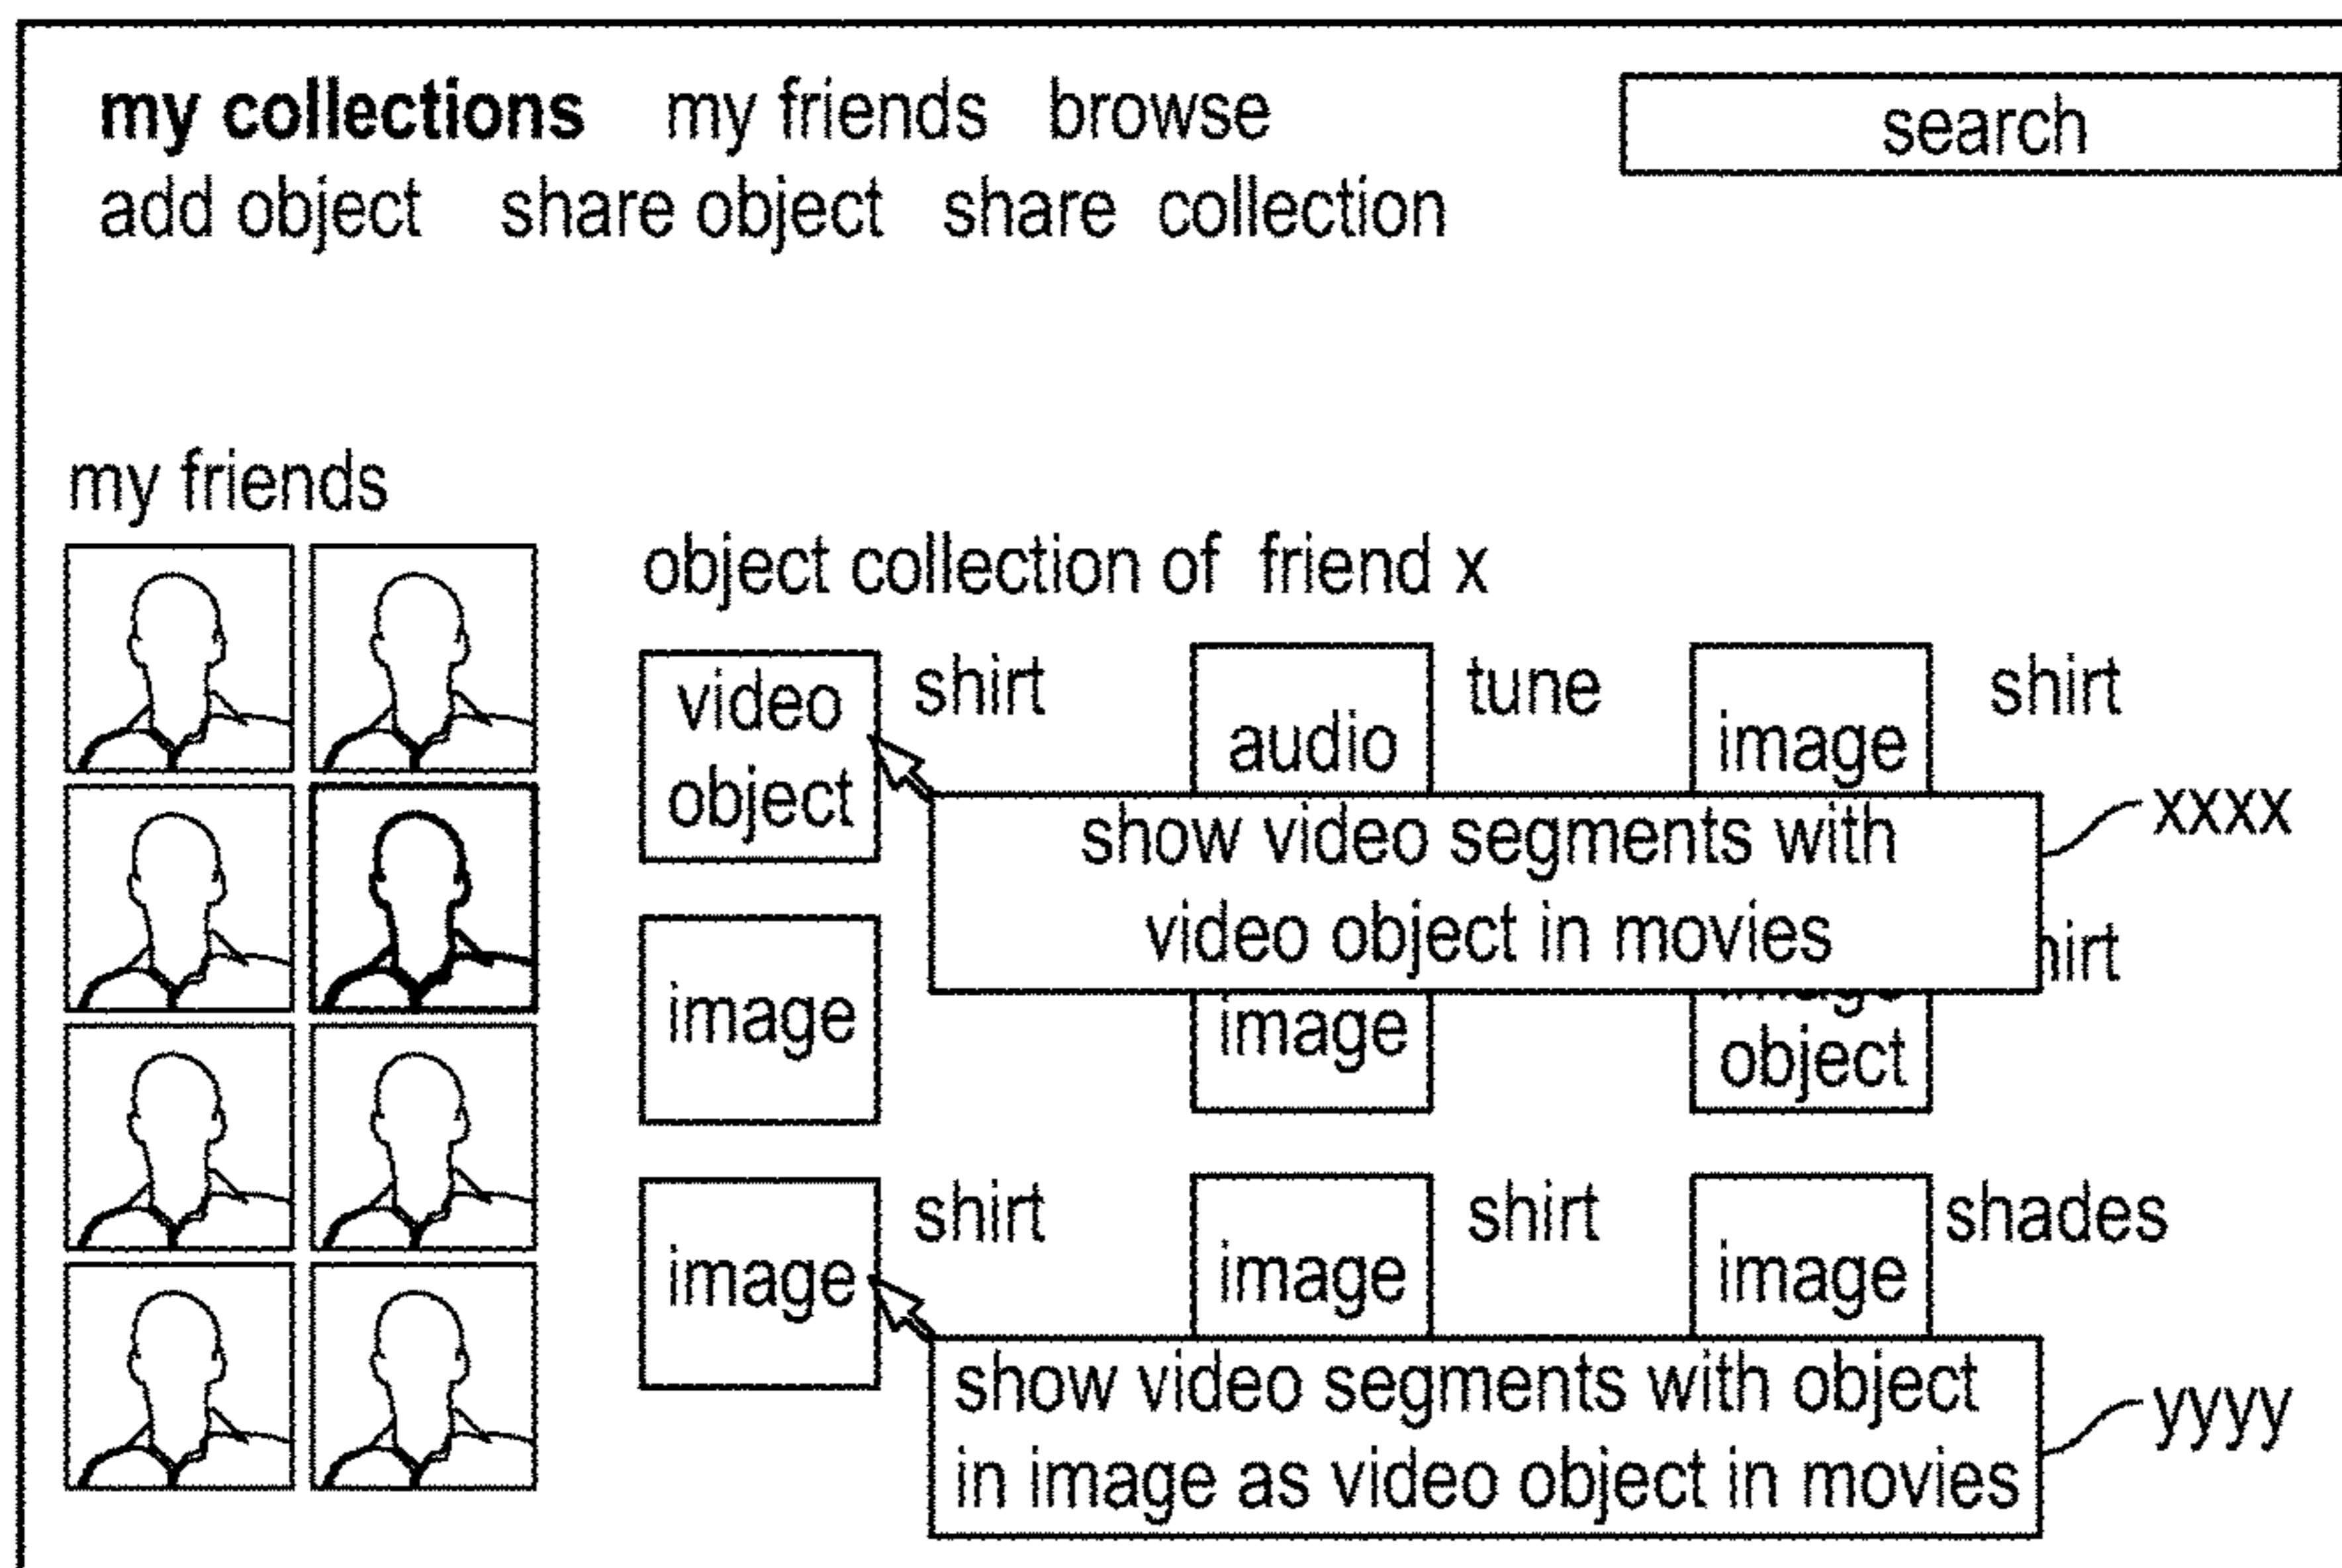 my collections my friends browse
search
add object share object share collection
my friends
object collection of friend x
video object
shirt
audio
tune
image
shirt
show video segments with
video object in movies
xxxx
image
image
object
image
shirt
image
shirt
image
shades
show video segments with object
in image as video object in movies
yyyy